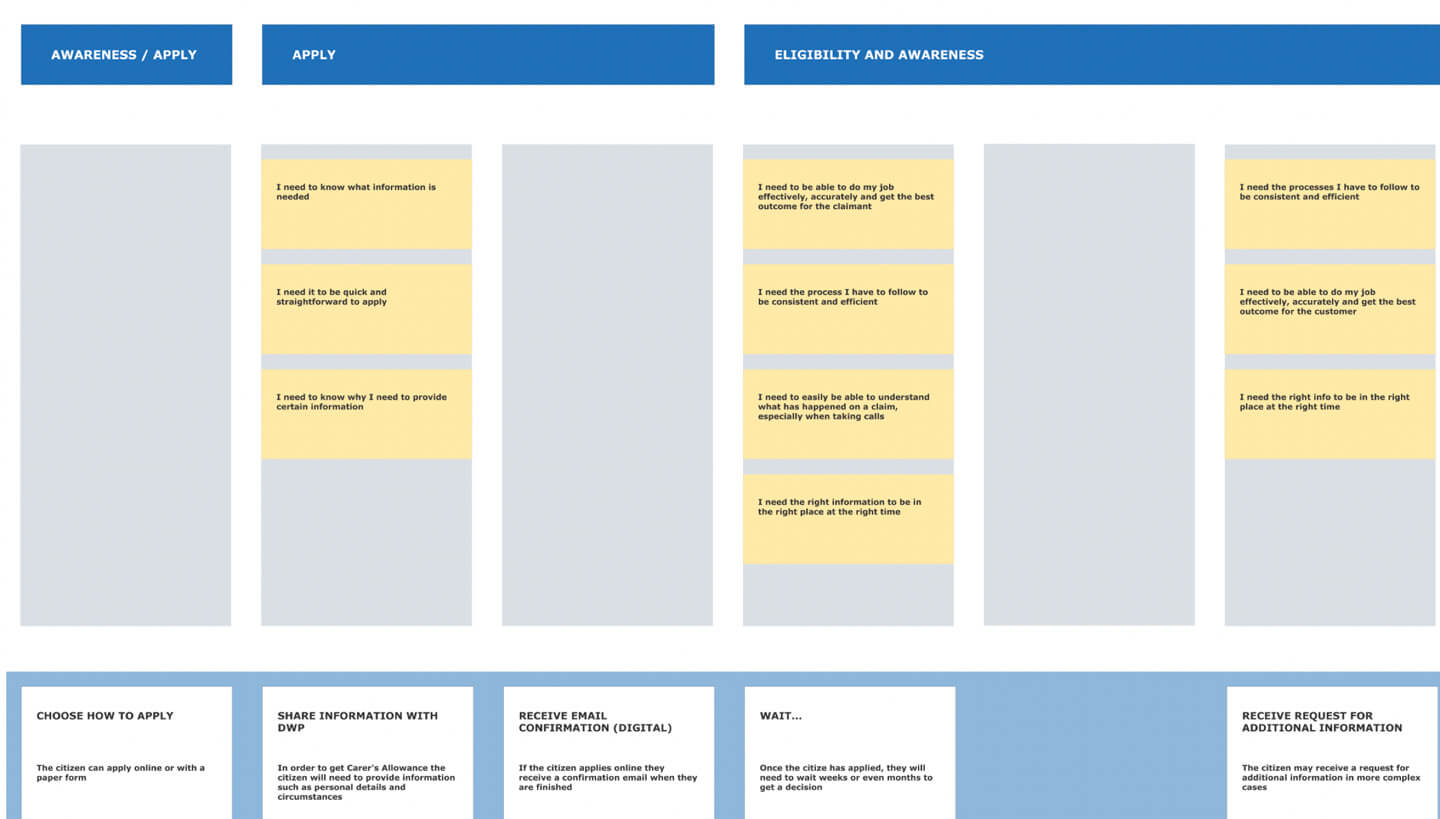 AWARENESS / APPLY
APPLY
ELIGIBILITY AND AWARENESS
I need to know what information is
needed
I need it to be quick and
straightforward to apply
I need to know why I need to provide
certain information
I need to be able to do my job
effectively, accurately and get the best
outcome for the claimant
I need the process I have to follow to
be consistent and efficient
I need to easily be able to understand
what has happened on a claim,
especially when taking calls
I need the right information to be in
the right place at the right time
I need the processes I have to follow to
be consistent and efficient
I need to be able to do my job
effectively, accurately and get the best
outcome for the customer
I need the right info to be in the right
place at the right time
CHOOSE HOW TO APPLY
The citizen can apply online or with a
paper form
SHARE INFORMATION WITH
DWP
In order to get Carer's Allowance the
citizen will need to provide information
such as personal details and
circumstances
RECEIVE EMAIL
CONFIRMATION (DIGITAL)
If the citizen applies online they
receive a confirmation email when they
are finished
WAIT...
Once the citize has applied, they will
need to wait weeks or even months to
get a decision
RECEIVE REQUEST FOR
ADDITIONAL INFORMATION
The citizen may receive a request for
additional information in more complex
cases